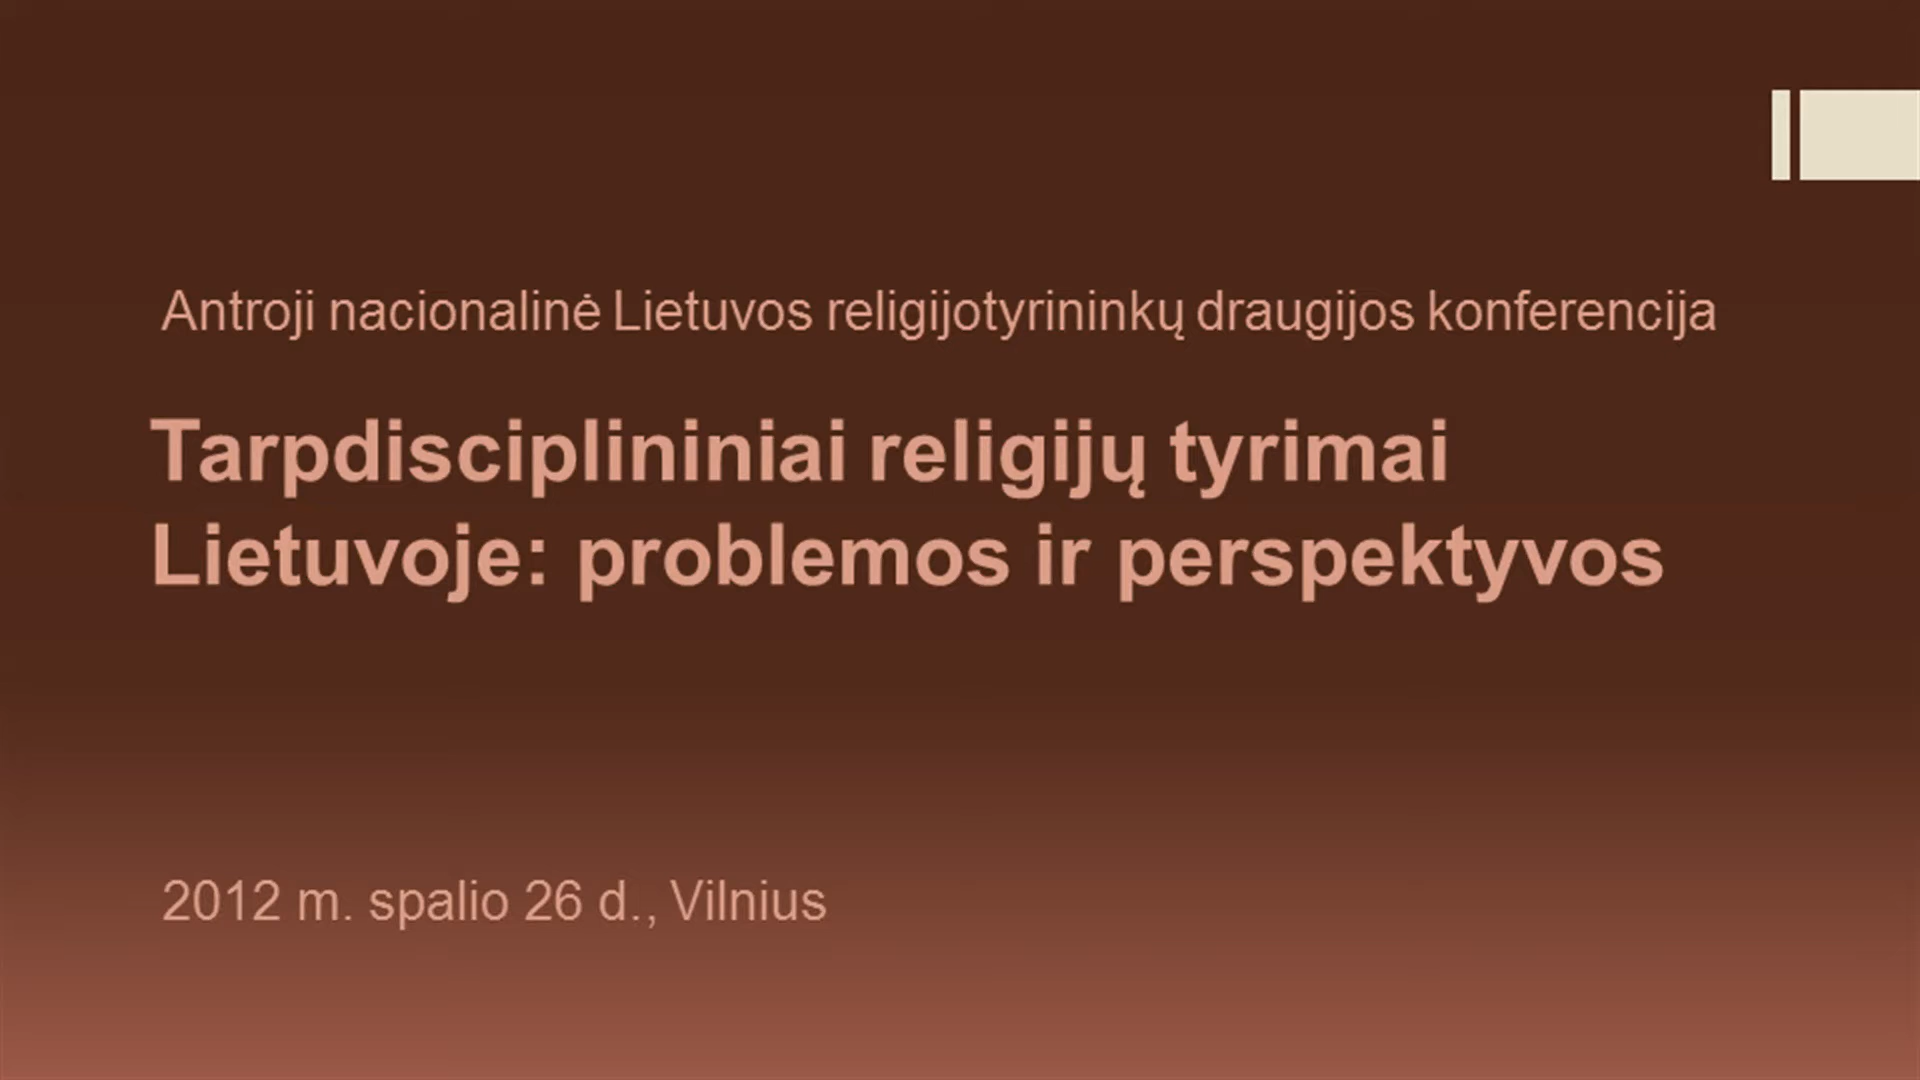 Antroji nacionalinė Lietuvos religijotyrininkų draugijos konferencija
Tarpdisciplininiai religijų tyrimai
Lietuvoje: problemos ir perspektyvos
2012 m. spalio 26 d., Vilnius